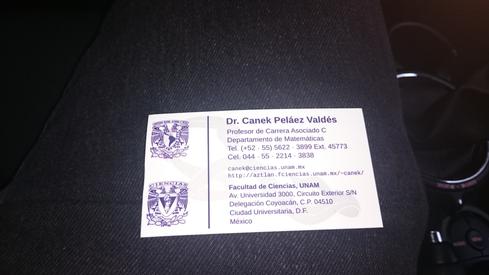 Dr. Canek Peláez Valdés
Profesor de Carrera Asociado C
Departamento de Matemáticas
Tel. (+52 · 55) 5622 · 3899 Ext. 45773
Cel. 044 · 55 · 2214 · 3838
canek@ciencias.unam.mx
http://aztlan.fciencias.unam.mx/~canek/
Facultad de Ciencias, UNAM
Av. Universidad 3000, Circuito Exterior S/N
Delegación Coyoacán, C.P. 04510
Ciudad Universitaria, D.F.
México
CIENCIAS